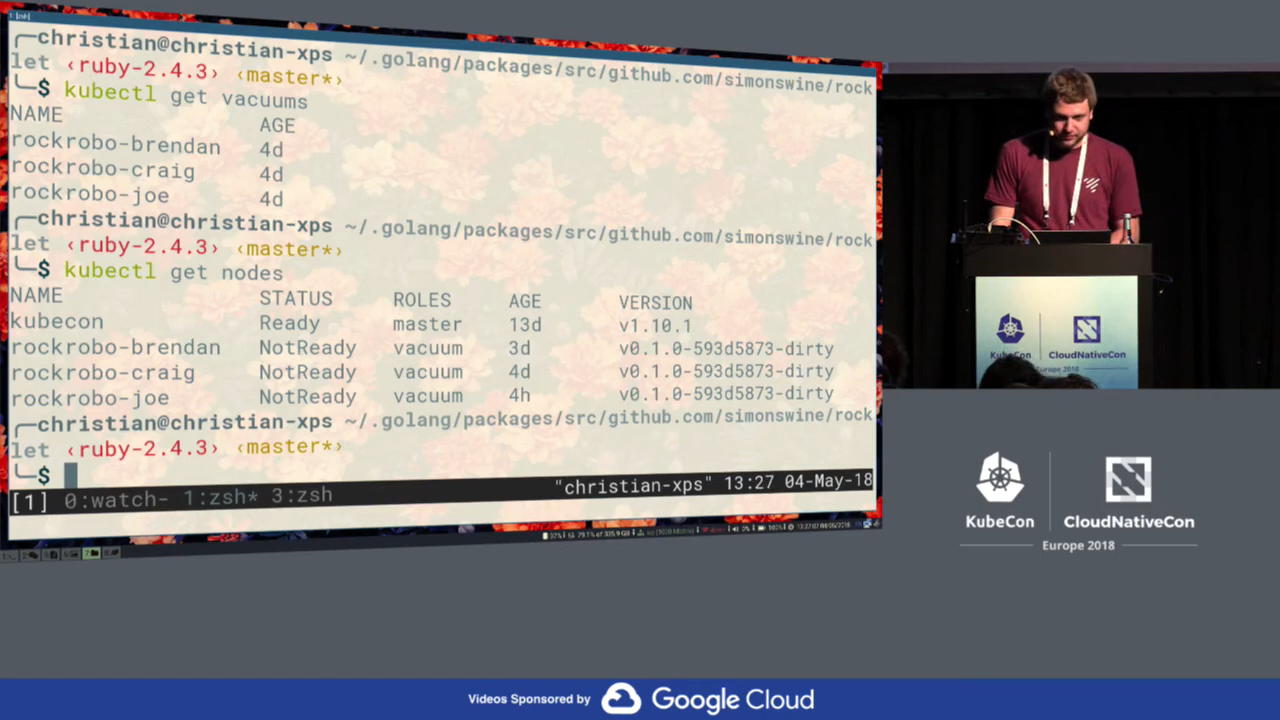 ╭─christian@christian-xps ~/.golang/packages/src/github.com/simonswine/rock
let ‹ruby-2.4.3› ‹master*›
╰─$ kubectl get vacuums
NAME AGE
rockrobo-brendan 4d
rockrobo-craig 4d
rockrobo-joe 4d
╭─christian@christian-xps ~/.golang/packages/src/github.com/simonswine/rock
let ‹ruby-2.4.3› ‹master*›
╰─$ kubectl get nodes
NAME STATUS ROLES AGE VERSION
kubecon Ready master 13d v1.10.1
rockrobo-brendan NotReady vacuum 3d v0.1.0-593d5873-dirty
rockrobo-craig NotReady vacuum 4d v0.1.0-593d5873-dirty
rockrobo-joe NotReady vacuum 4h v0.1.0-593d5873-dirty
╭─christian@christian-xps ~/.golang/packages/src/github.com/simonswine/rock
let ‹ruby-2.4.3› ‹master*›
╰─$
[1] 0:watch- 1:zsh* 3:zsh "christian-xps" 13:27 04-May-18
KubeCon CloudNativeCon
Europe 2018
KubeCon CloudNativeCon
Europe 2018
Videos Sponsored by Google Cloud